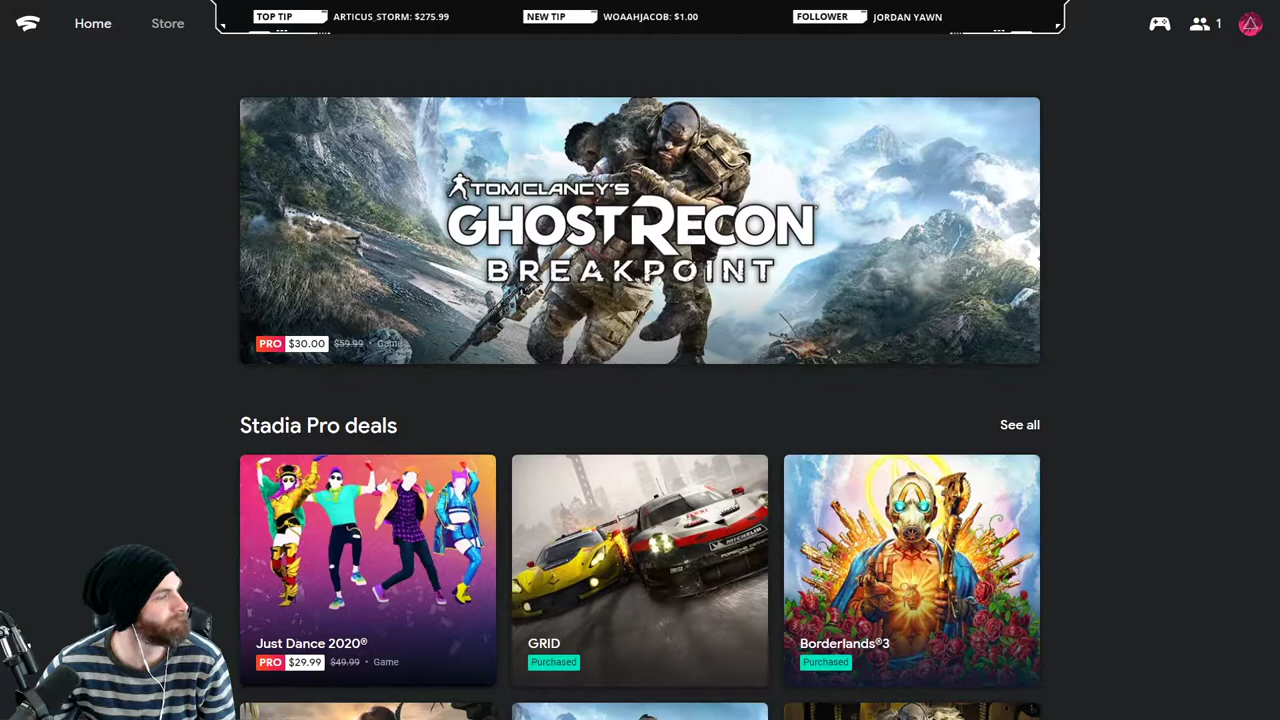 Home
Store
TOP TIP ARTICUS_STORM: $275.99
NEW TIP WOAAHJACOB: $1.00
FOLLOWER JORDAN YAWN
1
TOM CLANCY'S
GHOST RECON
BREAKPOINT
PRO $30.00 $59.99 • Game
Stadia Pro deals
See all
MICHELIN
Just Dance 2020®
PRO $29.99 $49.99 • Game
GRID
Purchased
Borderlands®3
Purchased